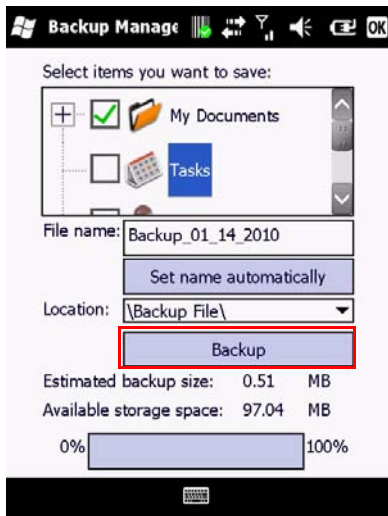 Backup Manage OK
Select items you want to save:
My Documents
Tasks
File name: Backup_01_14_2010
Set name automatically
Location: \Backup File\
Backup
Estimated backup size: 0.51 MB
Available storage space: 97.04 MB
0% 100%